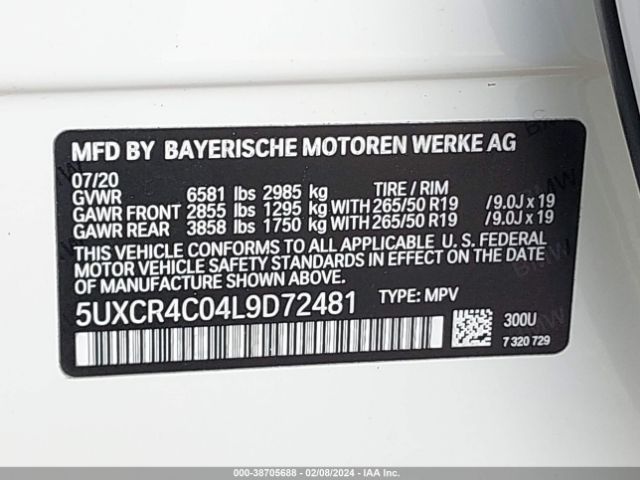 MFD BY BAYERISCHE MOTOREN WERKE AG
07/20
GVWR 6581 lbs 2985 kg TIRE / RIM
GAWR FRONT 2855 lbs 1295 kg WITH 265/50 R19 /9.0J x 19
GAWR REAR 3858 lbs 1750 kg WITH 265/50 R19 /9.0J x 19
THIS VEHICLE CONFORMS TO ALL APPLICABLE U. S. FEDERAL
MOTOR VEHICLE SAFETY STANDARDS IN EFFECT ON THE DATE
OF MANUFACTURE SHOWN ABOVE.
5UXCR4C04L9D72481 TYPE: MPV
300U
7 320 729
000-38705688 - 02/08/2024 - IAAI.COM